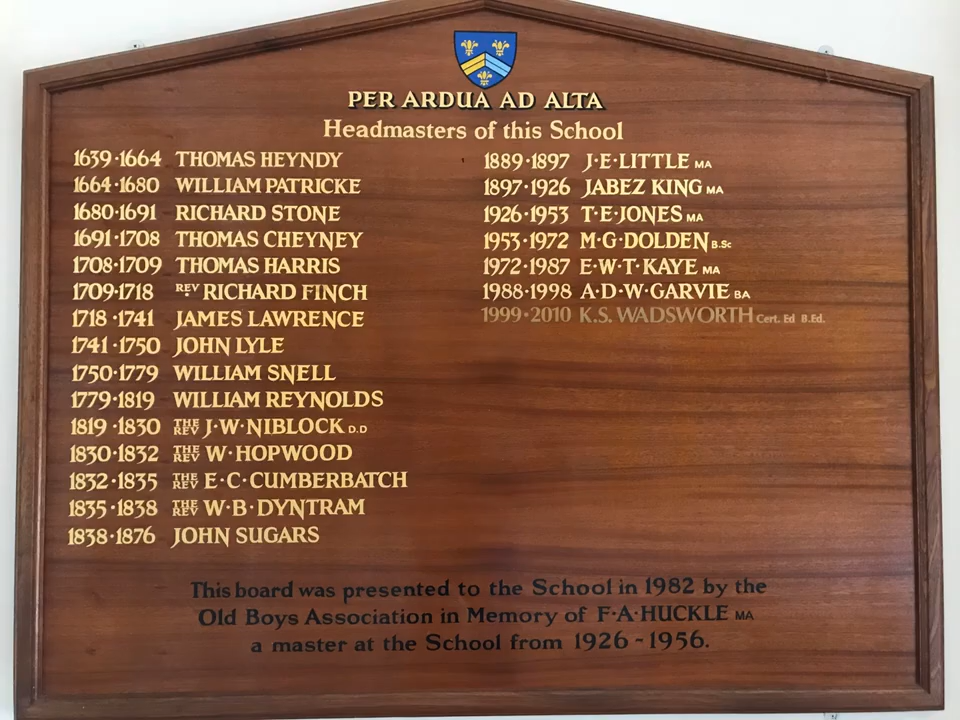 PER ARDUA AD ALTA
Headmasters of this School
1639·1664 THOMAS HEYNDY
1664·1680 WILLIAM PATRICKE
1680·1691 RICHARD STONE
1691·1708 THOMAS CHEYNEY
1708·1709 THOMAS HARRIS
1709·1718 REV RICHARD FINCH
1718·1741 JAMES LAWRENCE
1741·1750 JOHN LYLE
1750·1779 WILLIAM SNELL
1779·1819 WILLIAM REYNOLDS
1819·1830 THE REV J·W·NIBLOCK D.D
1830·1832 THE REV W·HOPWOOD
1832·1835 THE REV E·C·CUMBERBATCH
1835·1838 THE REV W·B·DYNTRAM
1838·1876 JOHN SUGARS
1889·1897 J·E·LITTLE MA
1897·1926 JABEZ KING MA
1926·1953 T·E·JONES MA
1953·1972 M·G·DOLDEN B.Sc
1972·1987 E·W·T·KAYE MA
1988·1998 A·D·W·GARVIE BA
1999·2010 K.S. WADSWORTH Cert. Ed B.Ed.
This board was presented to the School in 1982 by the
Old Boys Association in Memory of F·A·HUCKLE MA
a master at the School from 1926-1956.